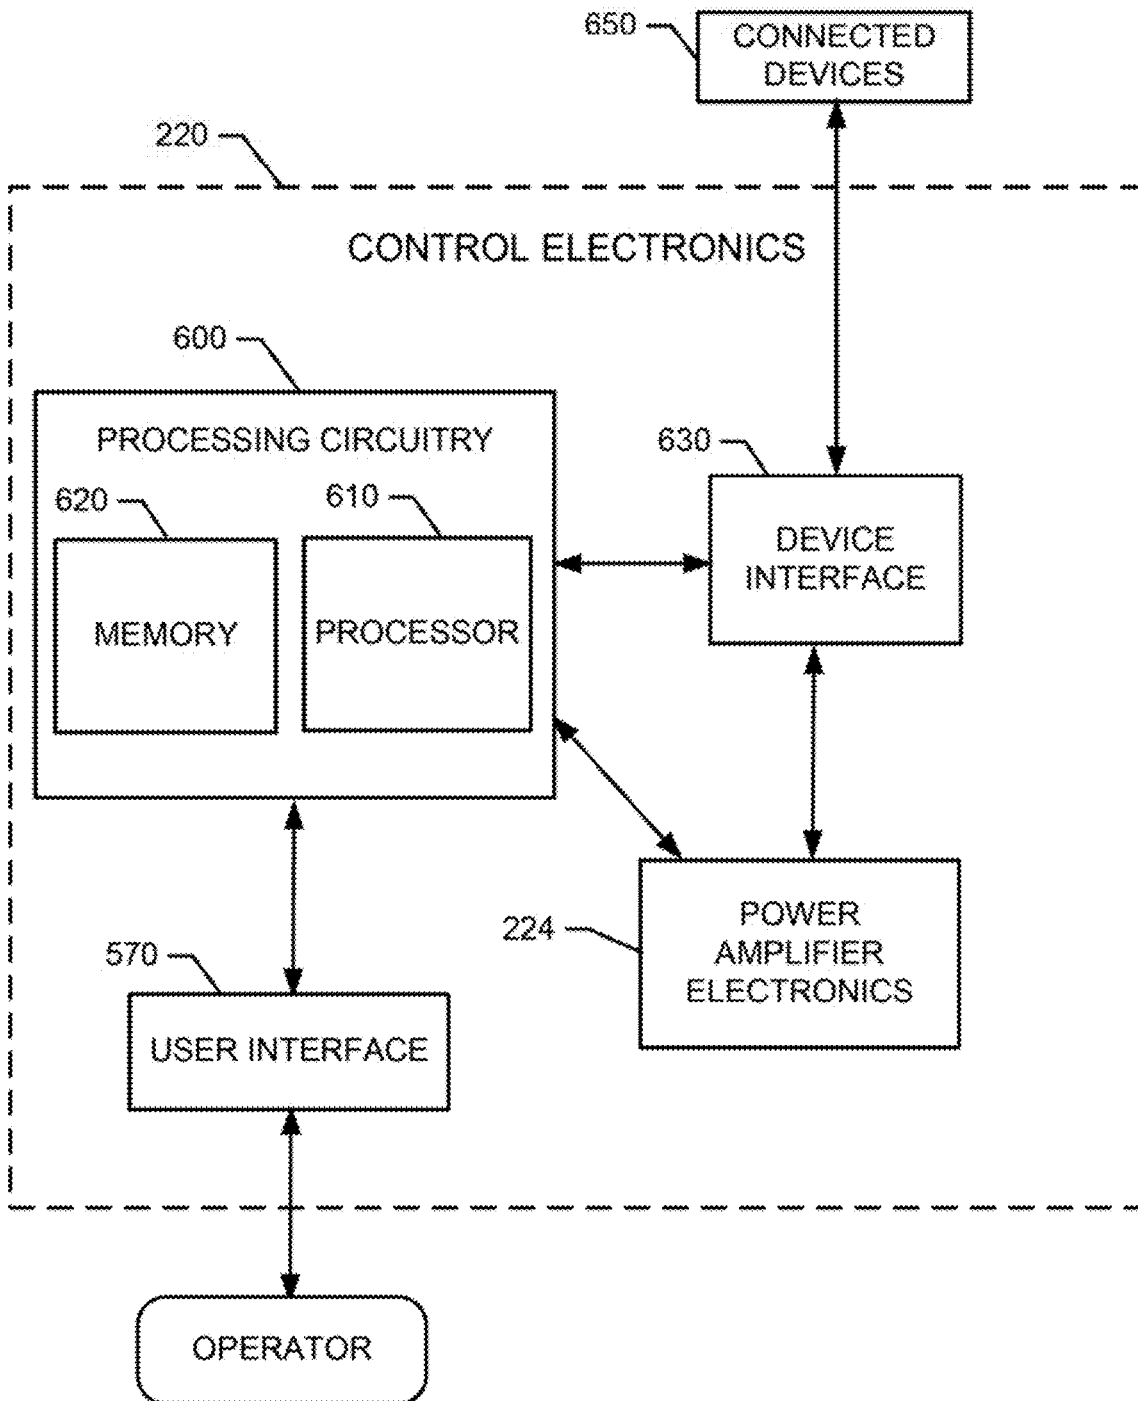 650
CONNECTED
DEVICES
220
CONTROL ELECTRONICS
600
PROCESSING CIRCUITRY
630
620
610
DEVICE
INTERFACE
MEMORY
PROCESSOR
224
POWER
AMPLIFIER
ELECTRONICS
570
USER INTERFACE
OPERATOR